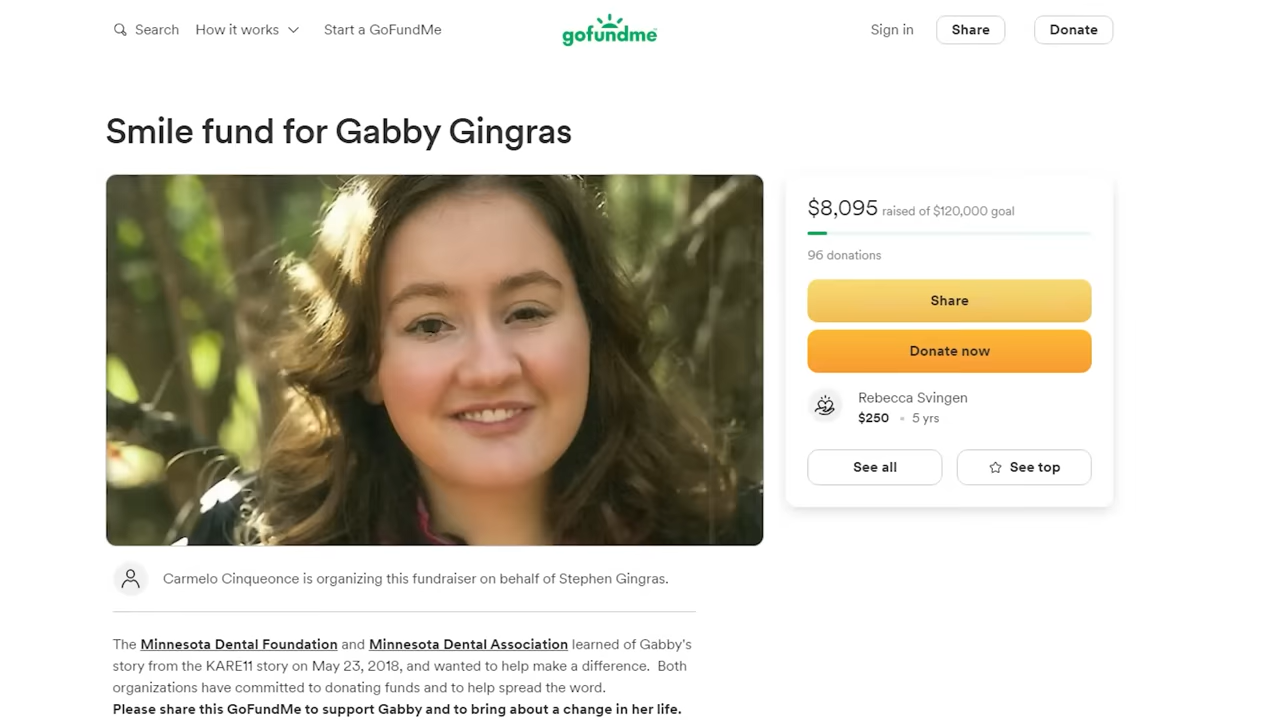 Search How it works Start a GoFundMe gofundme Sign in Share Donate
Smile fund for Gabby Gingras
$8,095 raised of $120,000 goal
96 donations
Share
Donate now
Rebecca Svingen
$250 • 5 yrs
See all See top
Carmelo Cinqueonce is organizing this fundraiser on behalf of Stephen Gingras.
The Minnesota Dental Foundation and Minnesota Dental Association learned of Gabby's
story from the KARE11 story on May 23, 2018, and wanted to help make a difference.  Both
organizations have committed to donating funds and to help spread the word.
Please share this GoFundMe to support Gabby and to bring about a change in her life.